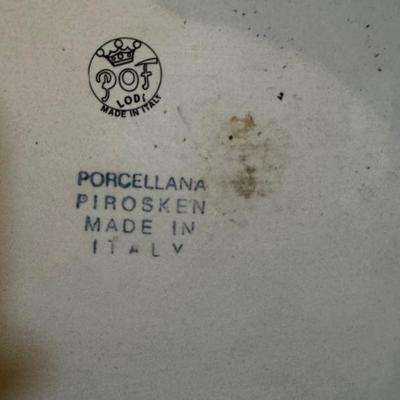 POF
LODI
MADE IN ITALY
PORCELLANA
PIROSKEN
MADE IN
ITALY